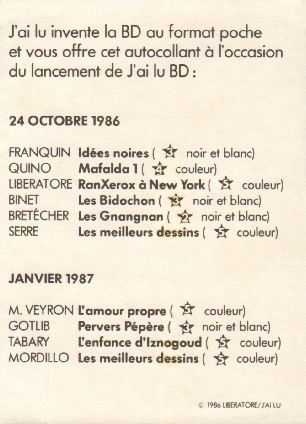 J'ai lu invente la BD au format poche
et vous offre cet autocollant à l'occasion
du lancement de J'ai lu BD :
24 OCTOBRE 1986
FRANQUIN Idées noires ( noir et blanc)
QUINO Mafalda 1 ( couleur)
LIBERATORE RanXerox à New York ( couleur)
BINET Les Bidochon ( noir et blanc)
BRETÉCHER Les Gnangnan ( noir et blanc)
SERRE Les meilleurs dessins ( couleur)
JANVIER 1987
M. VEYRON L'amour propre ( couleur)
GOTLIB Pervers Pépère ( noir et blanc)
TABARY L'enfance d'Iznogoud ( couleur)
MORDILLO Les meilleurs dessins ( couleur)
© 1986 LIBERATORE/J'AI LU